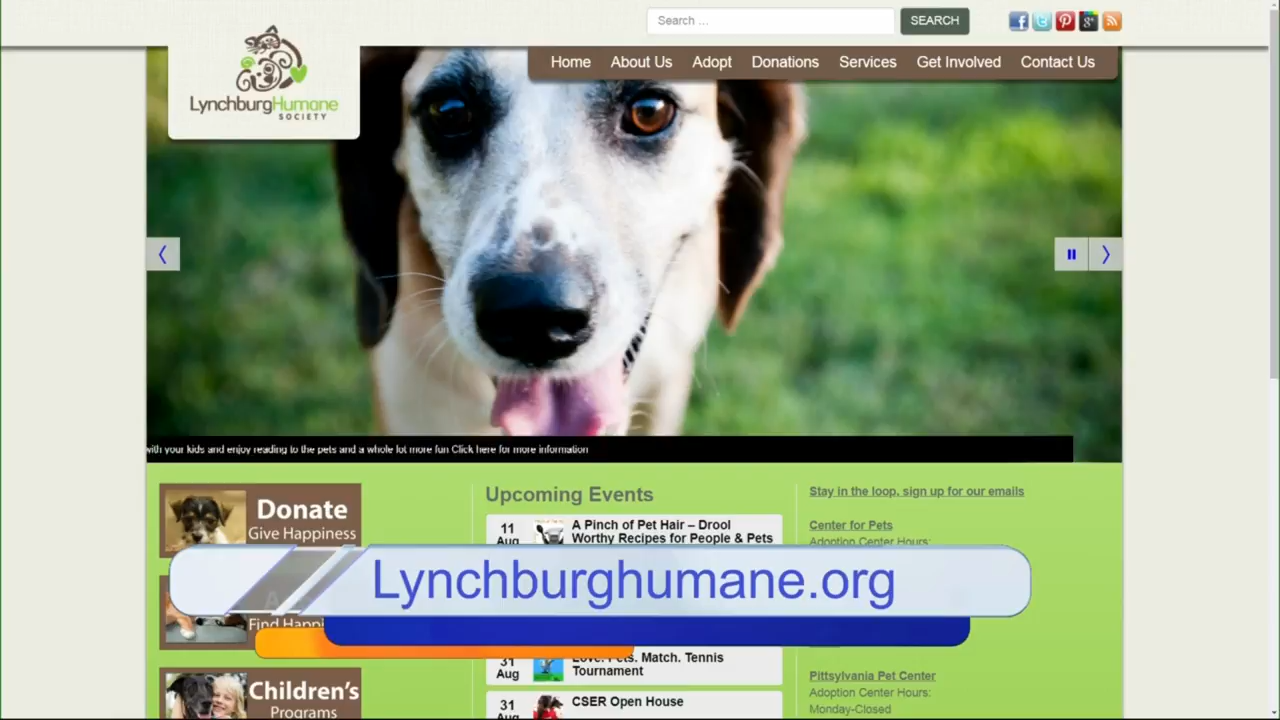 Search ...
SEARCH
LynchburgHumane
SOCIETY
Home
About Us
Adopt
Donations
Services
Get Involved
Contact Us
with your kids and enjoy reading to the pets and a whole lot more fun Click here for more information
Donate
Give Happiness
Upcoming Events
11
Aug
A Pinch of Pet Hair – Drool
Worthy Recipes for People & Pets
Stay in the loop, sign up for our emails
Center for Pets
Adoption Center Hours:
Lynchburghumane.org
Find
31
Aug
Love. Pets. Match. Tennis
Tournament
31
Aug
CSER Open House
Children's
Programs
Pittsylvania Pet Center
Adoption Center Hours:
Monday-Closed